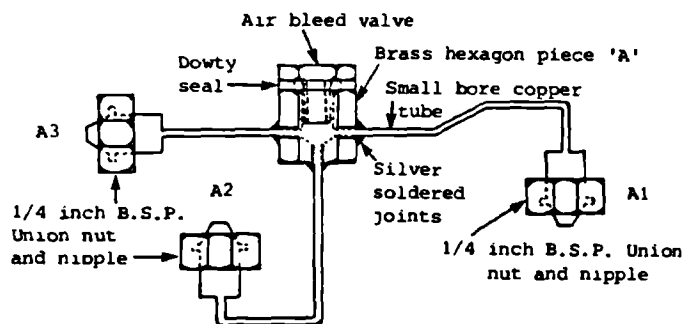 Air bleed valve
Dowty
seal
Brass hexagon piece 'A'
Small bore copper
tube
A3
Silver
soldered
joints
A2
A1
1/4 inch B.S.P.
Union nut
and nipple
1/4 inch B.S.P. Union
nut and nipple